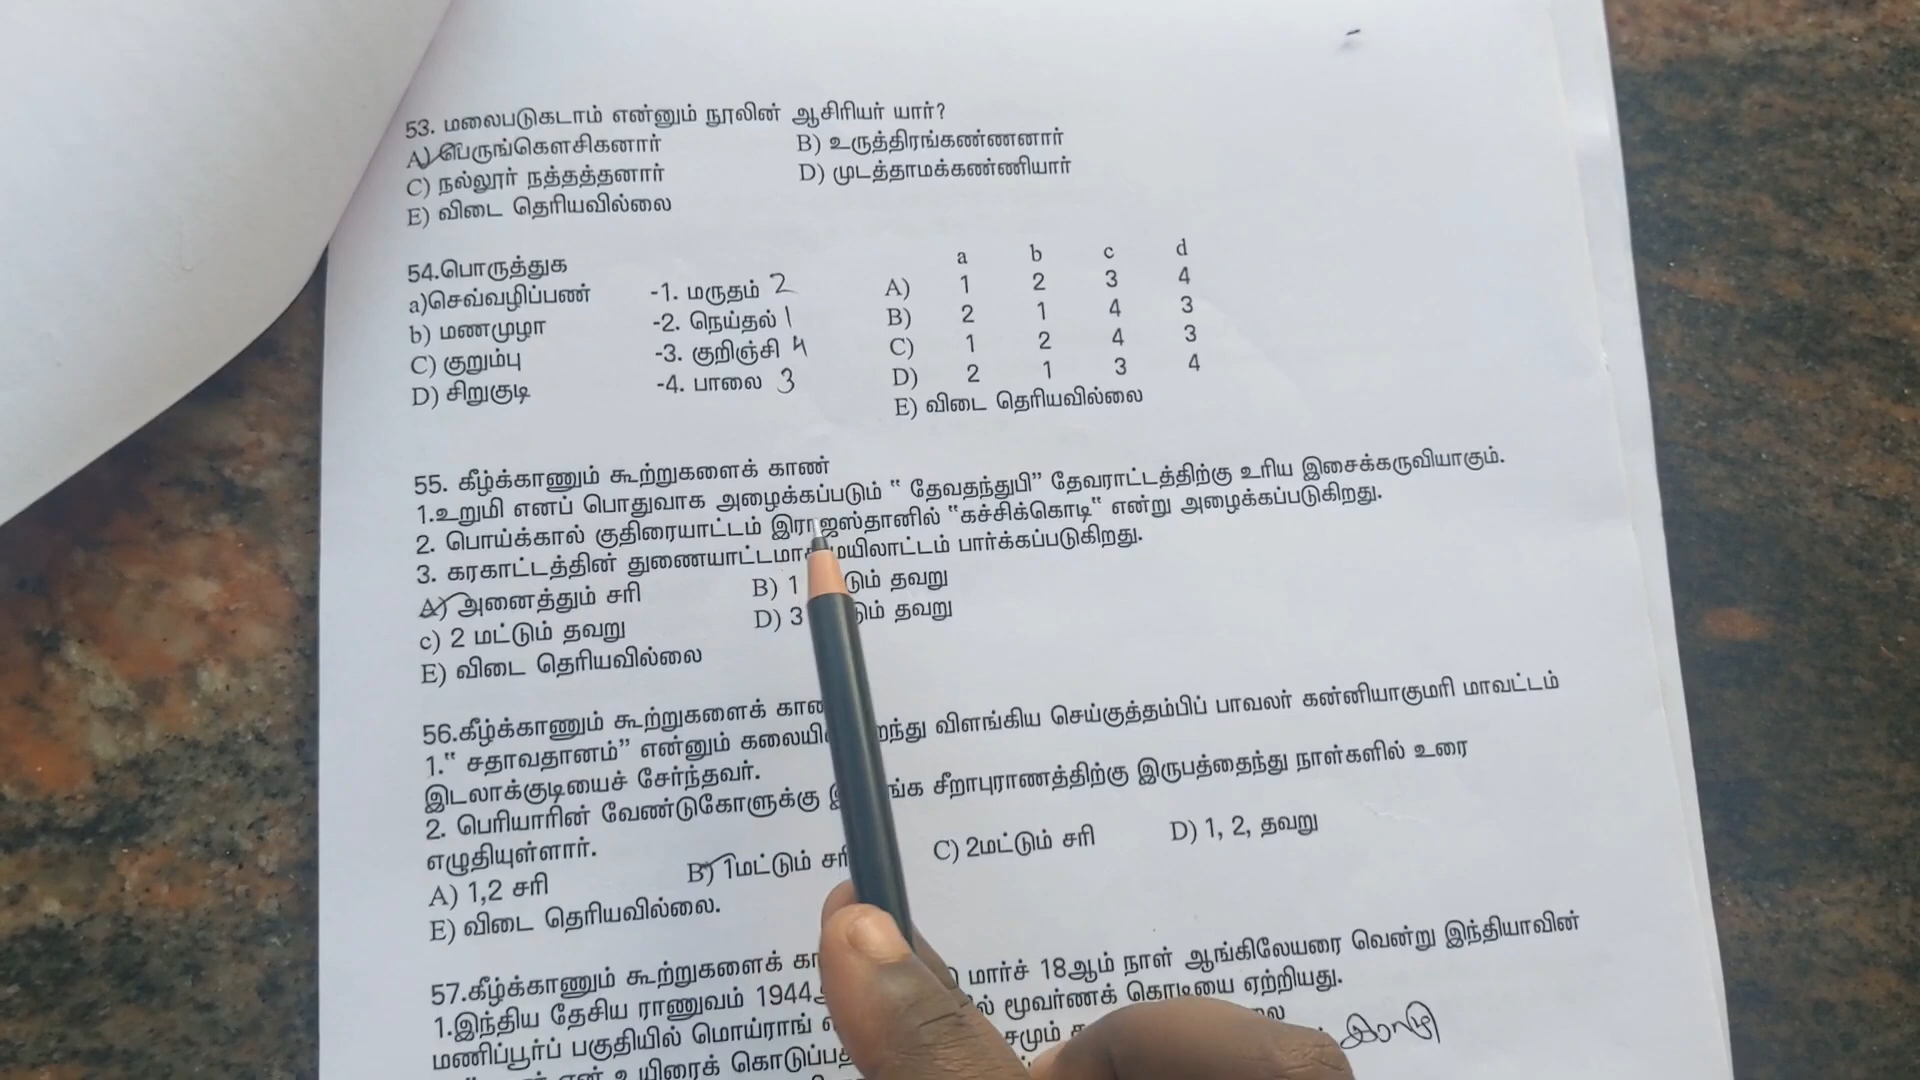 53. மலைபடுகடாம் என்னும் நூலின் ஆசிரியர் யார்?
A) பெருங்கௌசிகனார் B) உருத்திரங்கண்ணனார்
C) நல்லூர் நத்தத்தனார் D) முடத்தாமக்கண்ணியார்
E) விடை தெரியவில்லை
54.பொருத்துக a b c d
a)செவ்வழிப்பண் -1. மருதம் 2 A) 1 2 3 4
b) மணமுழா -2. நெய்தல் 1 B) 2 1 4 3
C) குறும்பு -3. குறிஞ்சி 4 C) 1 2 4 3
D) சிறுகுடி -4. பாலை 3 D) 2 1 3 4
E) விடை தெரியவில்லை
55. கீழ்க்காணும் கூற்றுகளைக் காண்
1.உறுமி எனப் பொதுவாக அழைக்கப்படும் “ தேவதந்துபி” தேவராட்டத்திற்கு உரிய இசைக்கருவியாகும்.
2. பொய்க்கால் குதிரையாட்டம் இராஜஸ்தானில் “கச்சிக்கொடி“ என்று அழைக்கப்படுகிறது.
3. கரகாட்டத்தின் மயிலாட்டம் பார்க்கப்படுகிறது.
A) அனைத்தும் சரி B) 1 தவறு
c) 2 மட்டும் தவறு D) 3 தவறு
E) விடை தெரியவில்லை
56.கீழ்க்காணும் கூற்றுகளைக்
1.“ சதாவதானம்” என்னும் விளங்கிய செய்குத்தம்பிப் பாவலர் கன்னியாகுமரி மாவட்டம்
இடலாக்குடியைச் சேர்ந்தவர்.
2. பெரியாரின் வேண்டுகோளுக்கு சீறாபுராணத்திற்கு இருபத்தைந்து நாள்களில் உரை
எழுதியுள்ளார்.
A) 1,2 சரி B) 1மட்டும் C) 2மட்டும் சரி D) 1, 2, தவறு
E) விடை தெரியவில்லை.
57.கீழ்க்காணும் கூற்றுகளைக்
1.இந்திய தேசிய ராணுவம் 1944 மார்ச் 18ஆம் நாள் ஆங்கிலேயரை வென்று இந்தியாவின்
மணிப்பூர்ப் பகுதியில் மொய்ராங் மூவர்ணக் கொடியை ஏற்றியது.